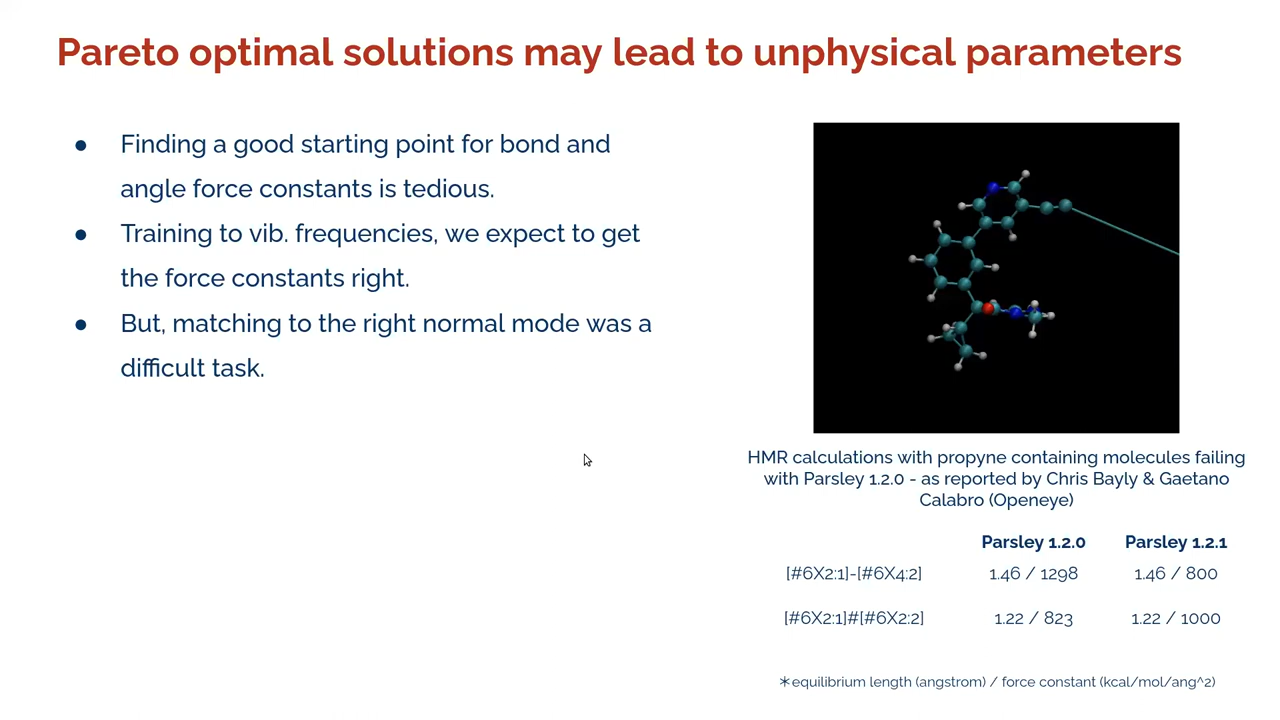 Pareto optimal solutions may lead to unphysical parameters
● Finding a good starting point for bond and
angle force constants is tedious.
● Training to vib. frequencies, we expect to get
the force constants right.
● But, matching to the right normal mode was a
difficult task.
HMR calculations with propyne containing molecules failing
with Parsley 1.2.0 - as reported by Chris Bayly & Gaetano
Calabro (Openeye)
Parsley 1.2.0 Parsley 1.2.1
[#6X2:1]-[#6X4:2] 1.46 / 1298 1.46 / 800
[#6X2:1]#[#6X2:2] 1.22 / 823 1.22 / 1000
*equilibrium length (angstrom) / force constant (kcal/mol/ang^2)